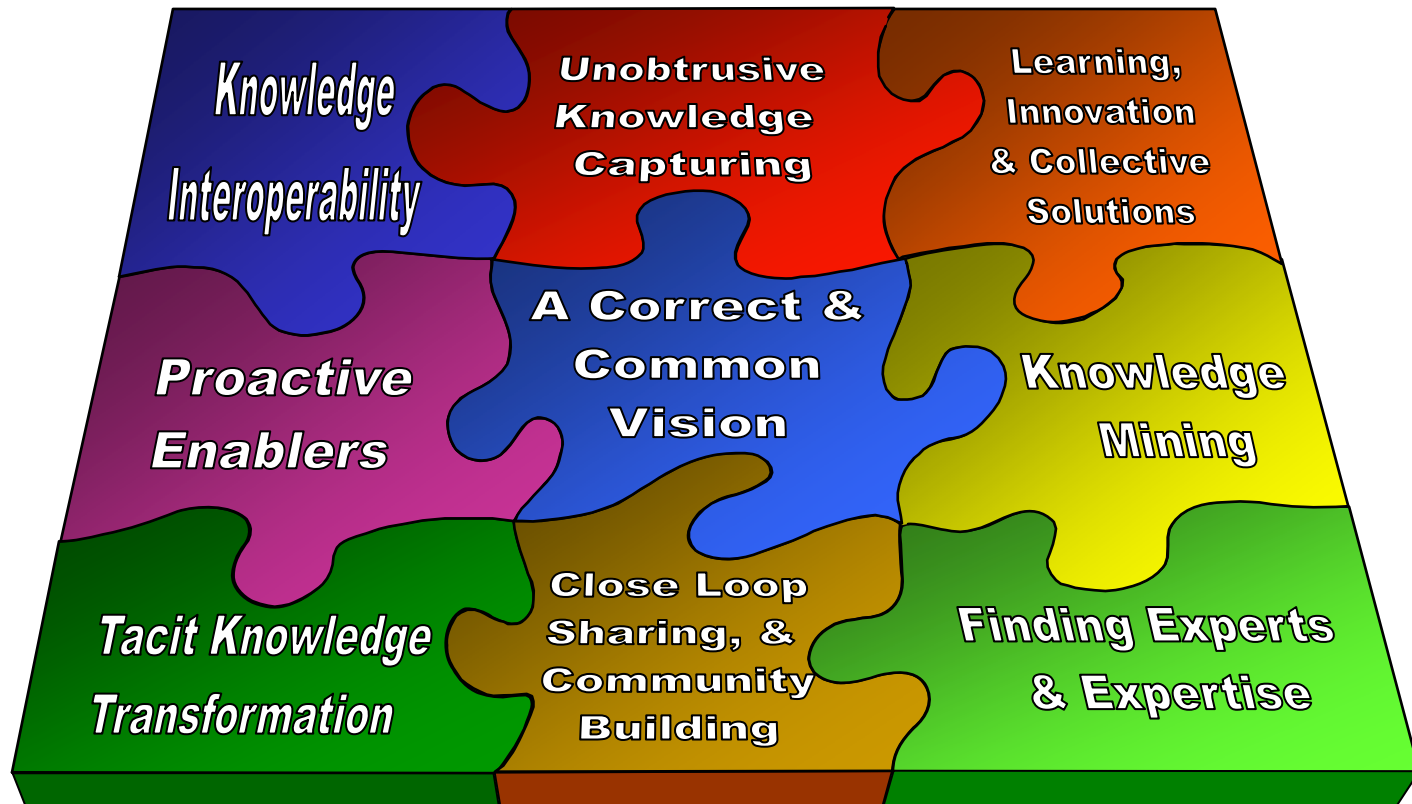 Knowledge
Interoperability
Unobtrusive
Knowledge
Capturing
Learning,
Innovation
& Collective
Solutions
Proactive
Enablers
A Correct &
Common
Vision
Knowledge
Mining
Tacit Knowledge
Transformation
Close Loop
Sharing, &
Community
Building
Finding Experts
& Expertise